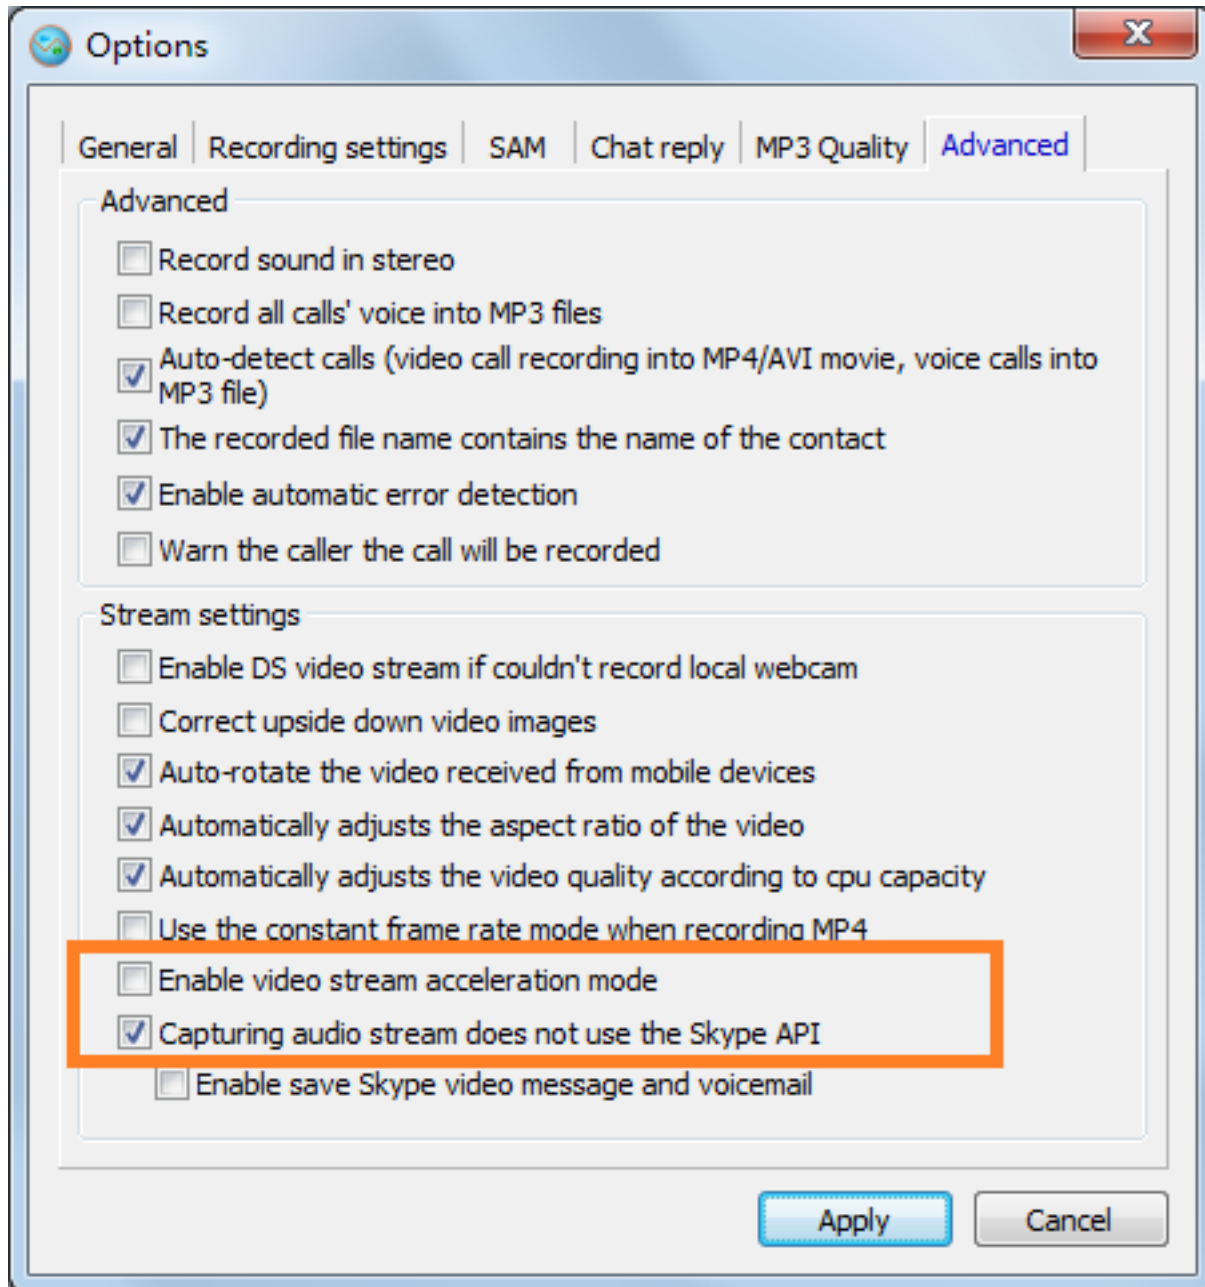 Options
General Recording settings SAM Chat reply MP3 Quality Advanced
Advanced
Record sound in stereo
Record all calls' voice into MP3 files
Auto-detect calls (video call recording into MP4/AVI movie, voice calls into
MP3 file)
The recorded file name contains the name of the contact
Enable automatic error detection
Warn the caller the call will be recorded
Stream settings
Enable DS video stream if couldn't record local webcam
Correct upside down video images
Auto-rotate the video received from mobile devices
Automatically adjusts the aspect ratio of the video
Automatically adjusts the video quality according to cpu capacity
Use the constant frame rate mode when recording MP4
Enable video stream acceleration mode
Capturing audio stream does not use the Skype API
Enable save Skype video message and voicemail
Apply Cancel